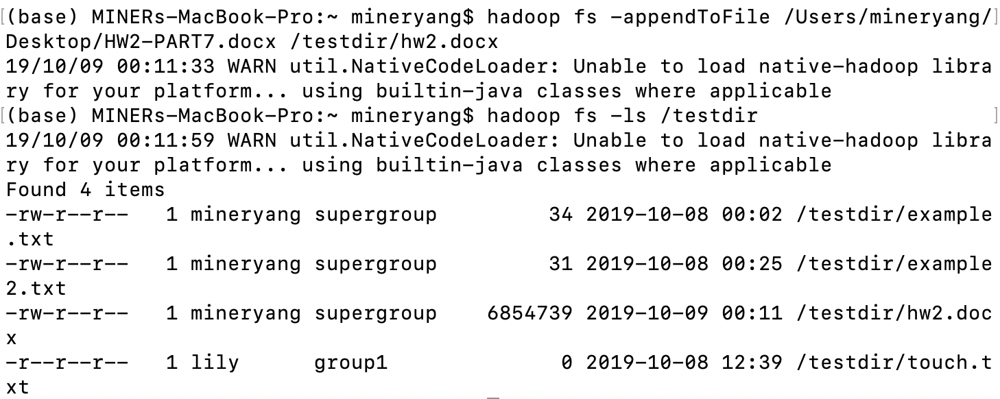 [(base) MINERs-MacBook-Pro:~ mineryang$ hadoop fs -appendToFile /Users/mineryang/]
Desktop/HW2-PART7.docx /testdir/hw2.docx
19/10/09 00:11:33 WARN util.NativeCodeLoader: Unable to load native-hadoop libra
ry for your platform... using builtin-java classes where applicable
[(base) MINERs-MacBook-Pro:~ mineryang$ hadoop fs -ls /testdir ]
19/10/09 00:11:59 WARN util.NativeCodeLoader: Unable to load native-hadoop libra
ry for your platform... using builtin-java classes where applicable
Found 4 items
-rw-r--r--   1 mineryang supergroup         34 2019-10-08 00:02 /testdir/example
.txt
-rw-r--r--   1 mineryang supergroup         31 2019-10-08 00:25 /testdir/example
2.txt
-rw-r--r--   1 mineryang supergroup    6854739 2019-10-09 00:11 /testdir/hw2.doc
x
-r--r--r--   1 lily      group1              0 2019-10-08 12:39 /testdir/touch.t
xt